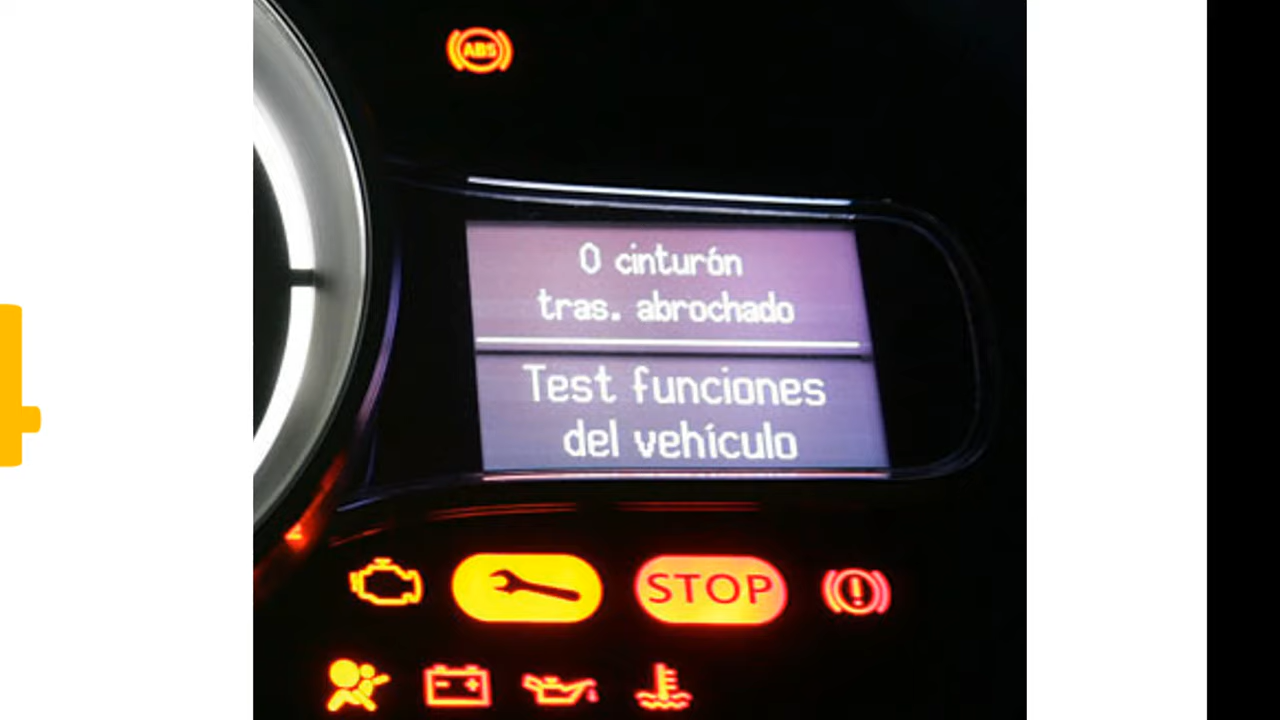 ABS
0 cinturón
tras. abrochado
Test funciones
del vehículo
STOP